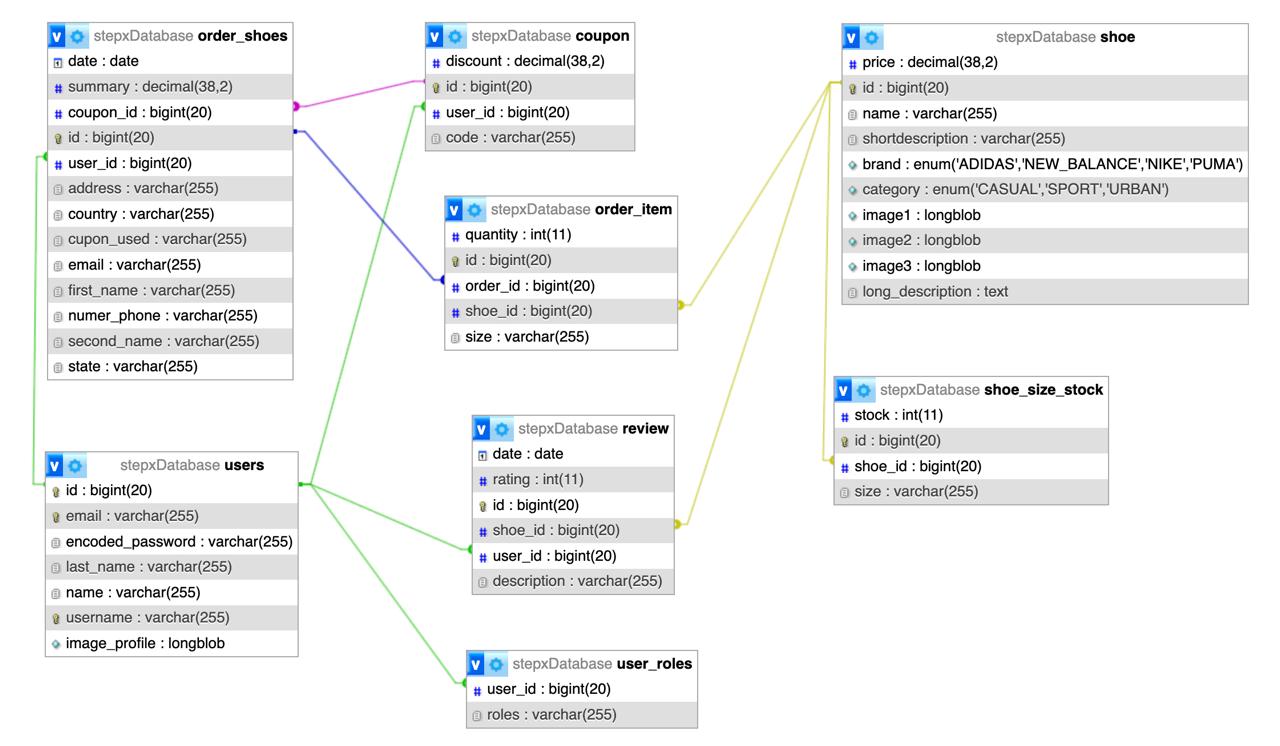 V stepxDatabase order_shoes
date : date
# summary : decimal(38,2)
# coupon_id : bigint(20)
id : bigint(20)
# user_id : bigint(20)
address : varchar(255)
country : varchar(255)
cupon_used : varchar(255)
email : varchar(255)
first_name : varchar(255)
numer_phone : varchar(255)
second_name : varchar(255)
state : varchar(255)
V stepxDatabase coupon
# discount : decimal(38,2)
id : bigint(20)
# user_id : bigint(20)
code : varchar(255)
V stepxDatabase shoe
# price : decimal(38,2)
id : bigint(20)
name : varchar(255)
shortdescription : varchar(255)
brand : enum('ADIDAS','NEW_BALANCE','NIKE','PUMA')
category : enum('CASUAL','SPORT','URBAN')
image1 : longblob
image2 : longblob
image3 : longblob
long_description : text
V stepxDatabase order_item
# quantity : int(11)
id : bigint(20)
# order_id : bigint(20)
# shoe_id : bigint(20)
size : varchar(255)
V stepxDatabase shoe_size_stock
# stock : int(11)
id : bigint(20)
# shoe_id : bigint(20)
size : varchar(255)
V stepxDatabase users
id : bigint(20)
email : varchar(255)
encoded_password : varchar(255)
last_name : varchar(255)
name : varchar(255)
username : varchar(255)
image_profile : longblob
V stepxDatabase review
date : date
# rating : int(11)
id : bigint(20)
# shoe_id : bigint(20)
# user_id : bigint(20)
description : varchar(255)
V stepxDatabase user_roles
# user_id : bigint(20)
roles : varchar(255)